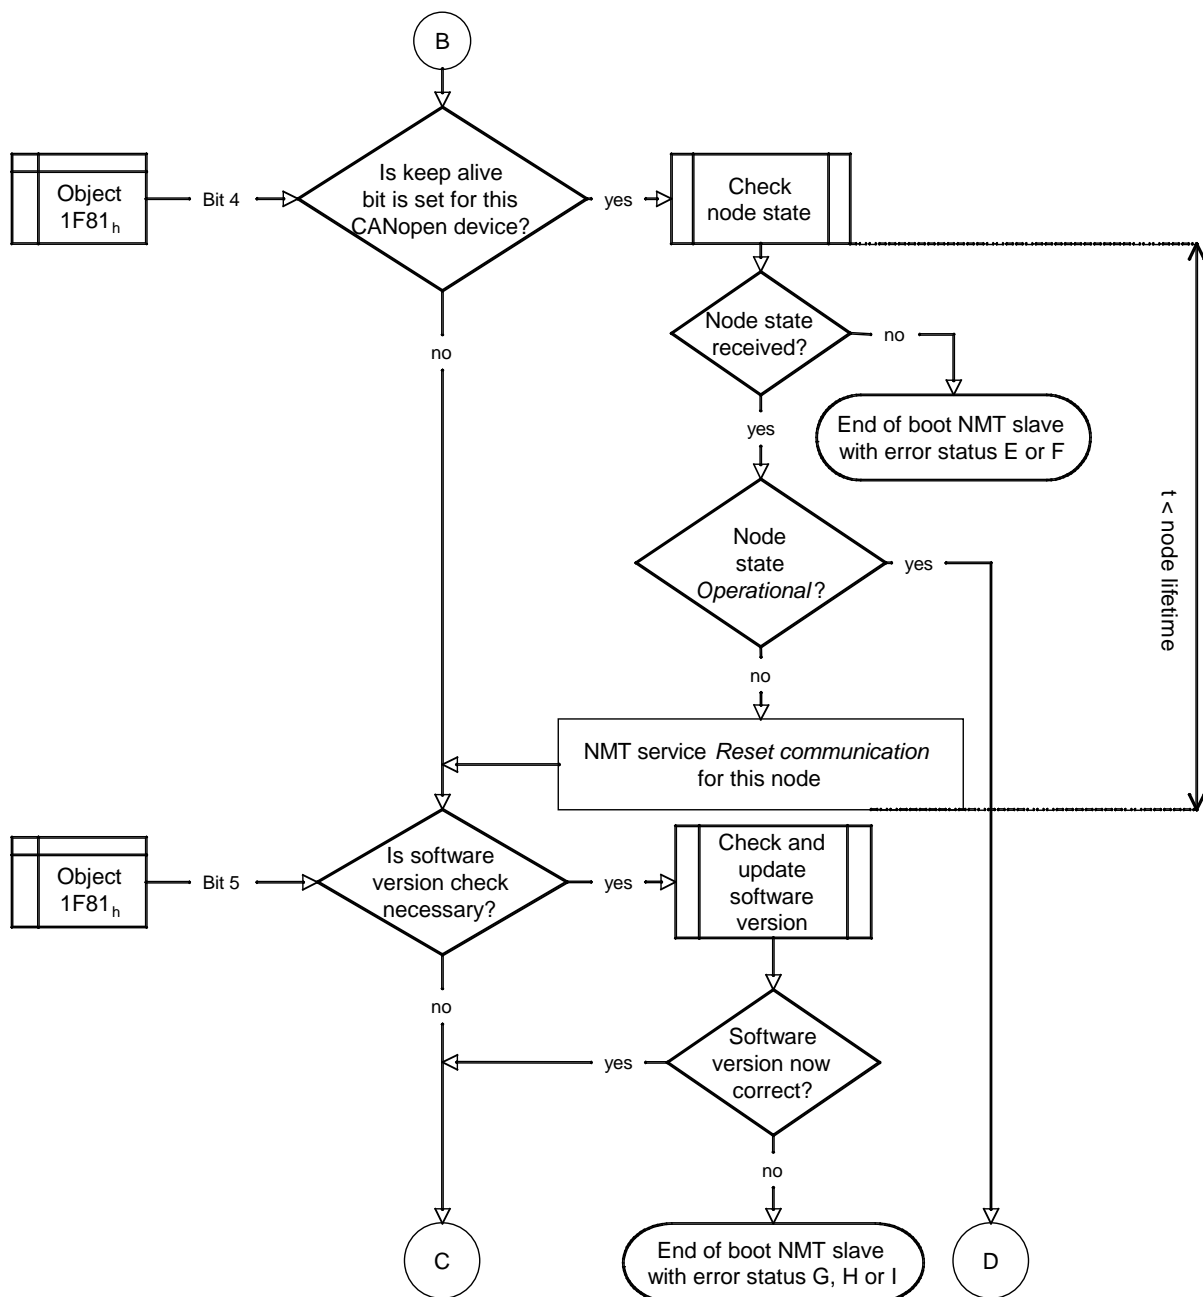 B
Is keep alive
bit is set for this
CANopen device?
Object
1F81h
Bit 4
yes
Check
node state
no
Node state
received?
no
End of boot NMT slave
with error status E or F
yes
Node
state
Operational?
yes
t < node lifetime
no
NMT service Reset communication
for this node
Object
1F81h
Bit 5
Is software
version check
necessary?
yes
Check and
update
software
version
no
Software
version now
correct?
yes
no
C
End of boot NMT slave
with error status G, H or I
D